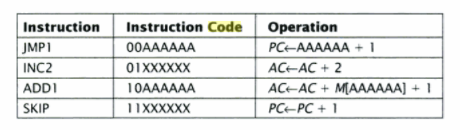 Instruction Instruction Code Operation
JMP1 00AAAAAA PC←AAAAAA + 1
INC2 01XXXXXX AC←AC + 2
ADD1 10AAAAAA AC←AC + M[AAAAAA] + 1
SKIP 11XXXXXX PC←PC + 1